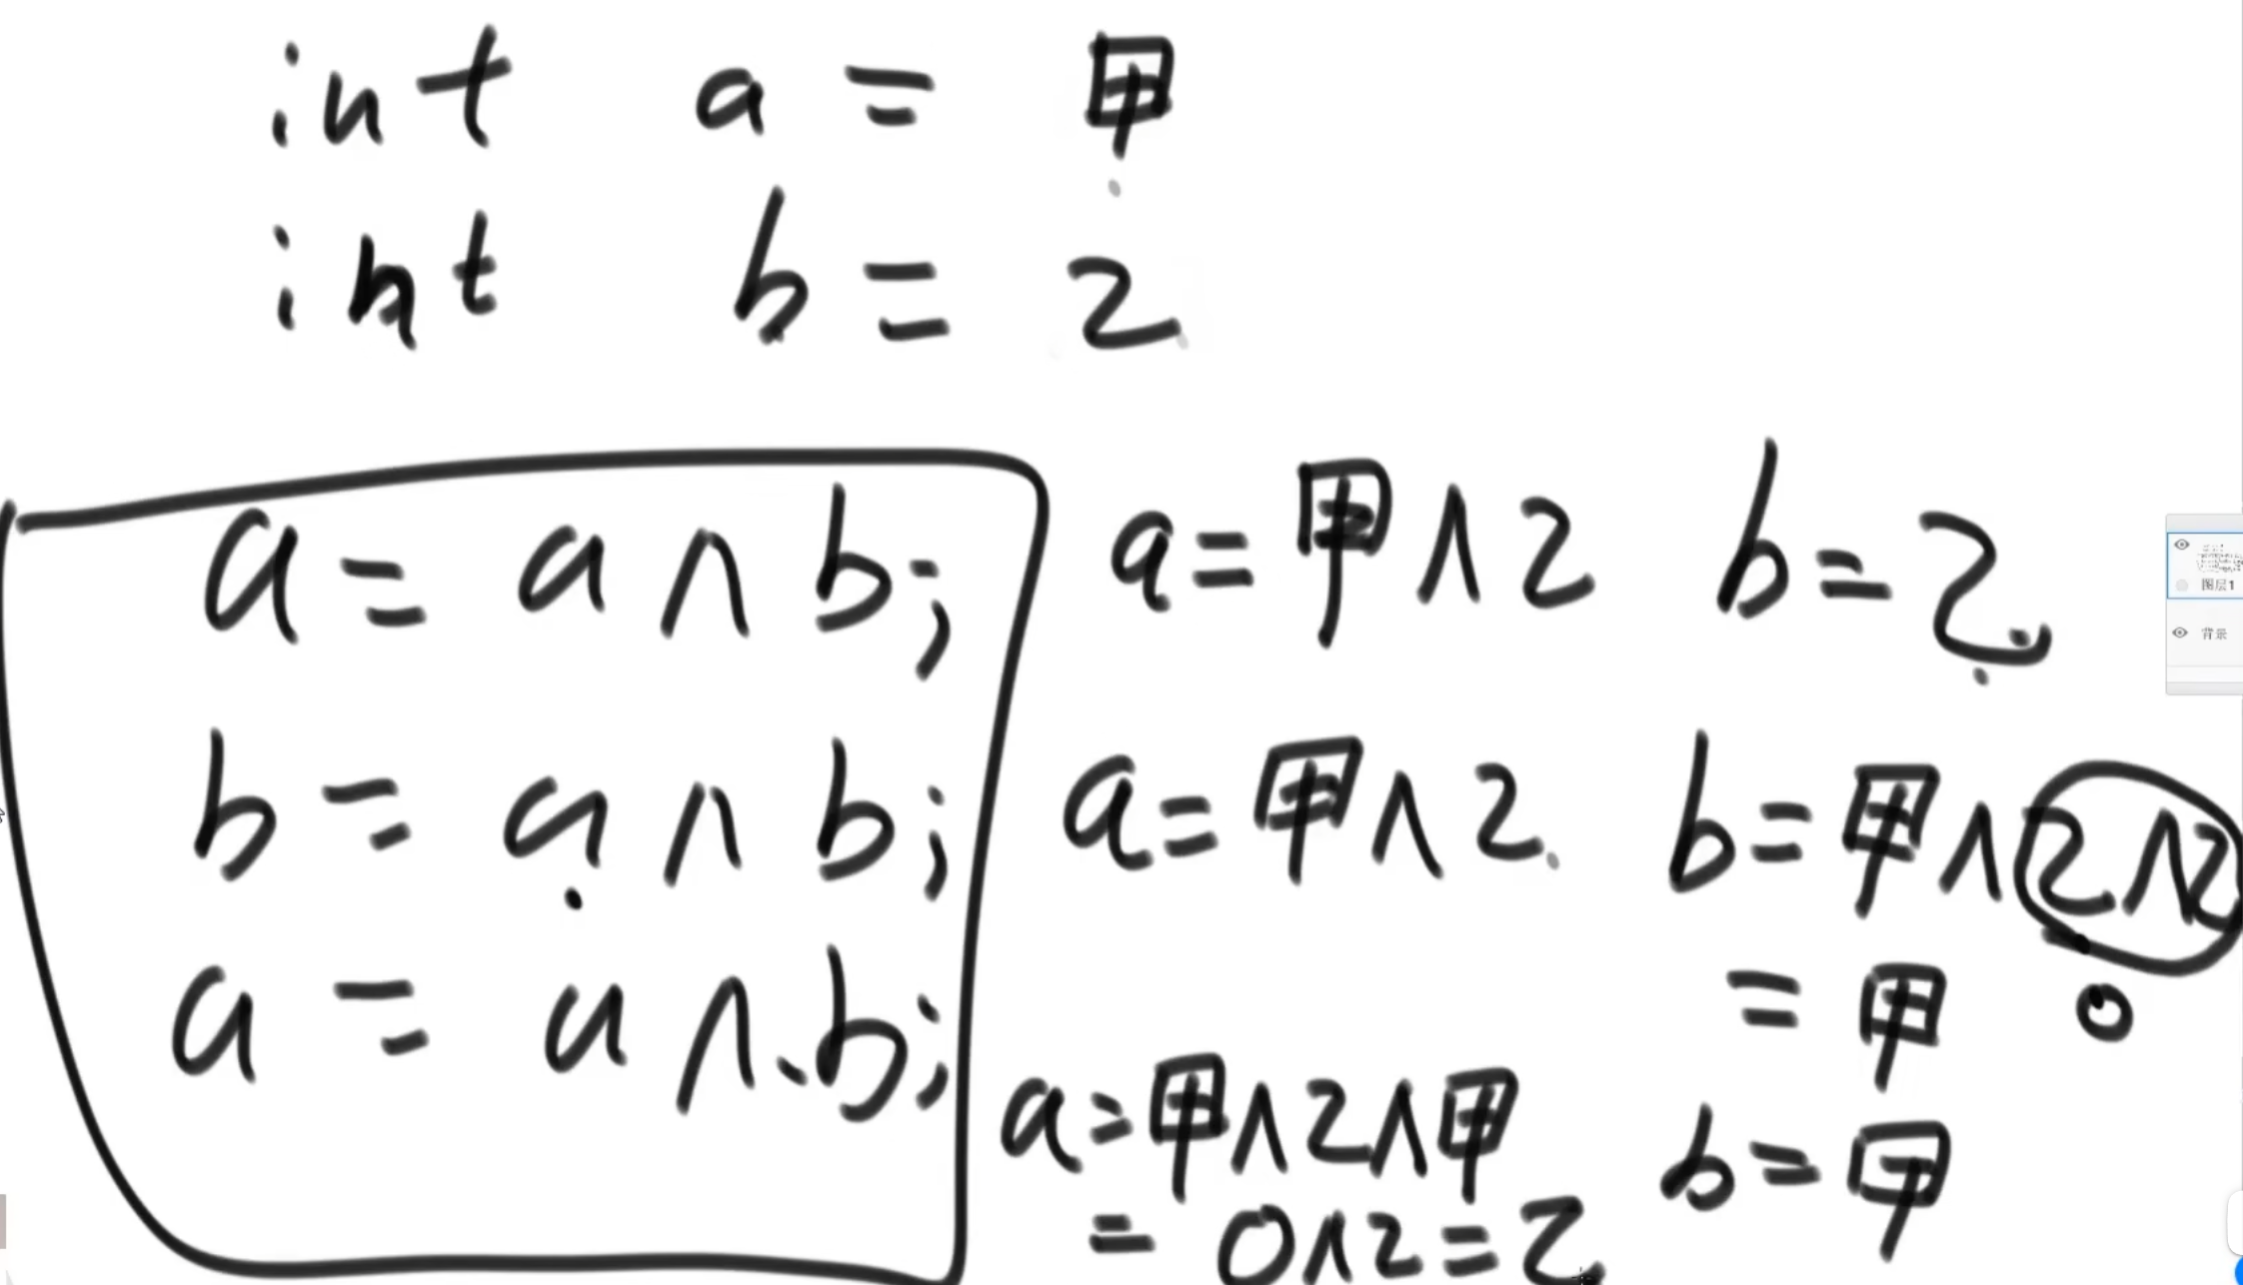 int a = 甲
int b = 乙
a = a ∧ b; a = 甲 ∧ 乙 b = 乙
b = a ∧ b; a = 甲 ∧ 乙 b = 甲 ∧ 乙 ∧ 乙
= 甲 0
a = a ∧ b; a = 甲 ∧ 乙 ∧ 甲 b = 甲
= 0 ∧ 乙 = 乙
图层1
背景